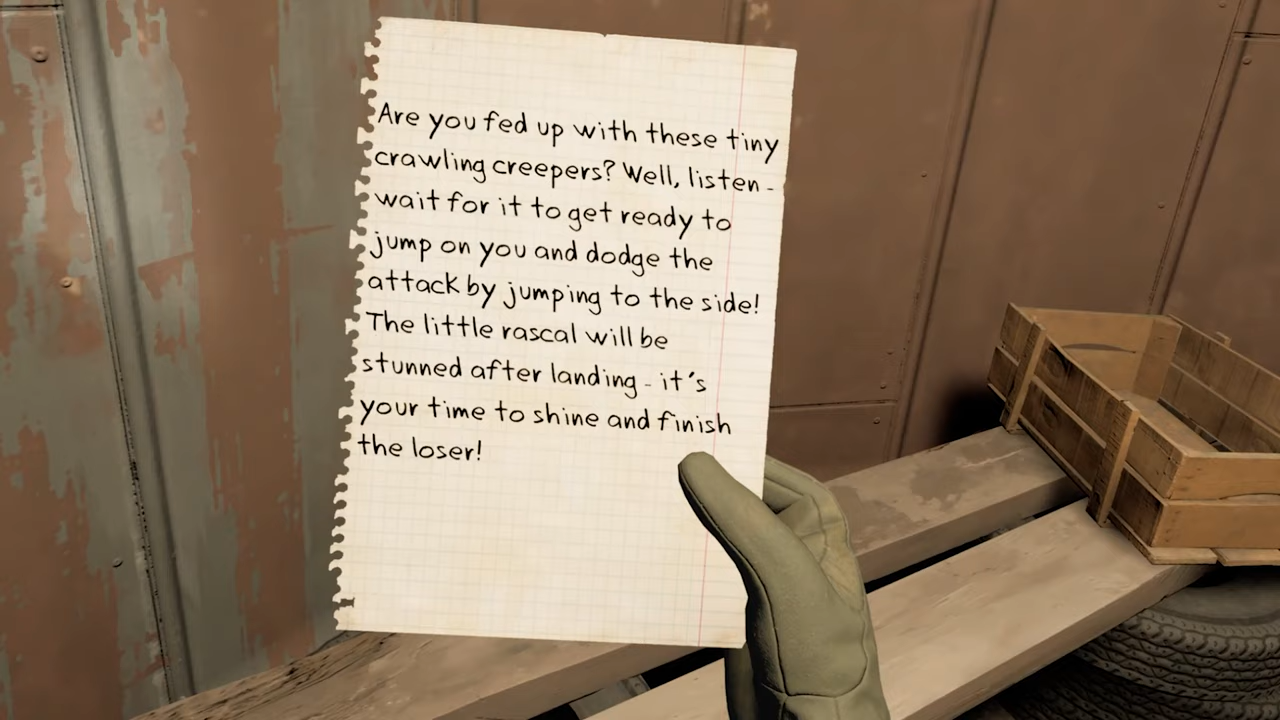 Are you fed up with these tiny
crawling creepers? Well, listen -
wait for it to get ready to
jump on you and dodge the
attack by jumping to the side!
The little rascal will be
stunned after landing - it's
your time to shine and finish
the loser!